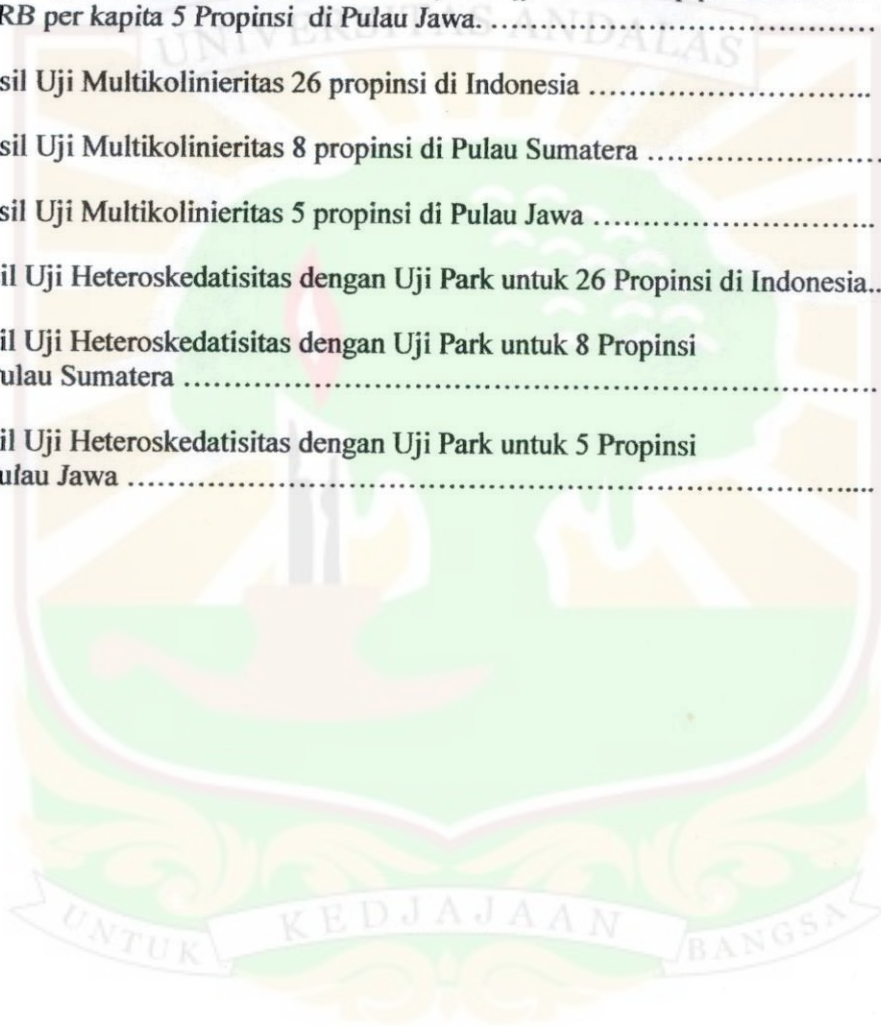 RB per kapita 5 Propinsi di Pulau Jawa. ……………………………………
UNIVERSITAS ANDALAS
sil Uji Multikolinieritas 26 propinsi di Indonesia ………………………..
sil Uji Multikolinieritas 8 propinsi di Pulau Sumatera ……………………
sil Uji Multikolinieritas 5 propinsi di Pulau Jawa ………………………..
il Uji Heteroskedatisitas dengan Uji Park untuk 26 Propinsi di Indonesia..
il Uji Heteroskedatisitas dengan Uji Park untuk 8 Propinsi
ulau Sumatera ………………………………………………………………
il Uji Heteroskedatisitas dengan Uji Park untuk 5 Propinsi
ulau Jawa …………………………………………………………………....
UNTUK KEDJAJAAN BANGSA